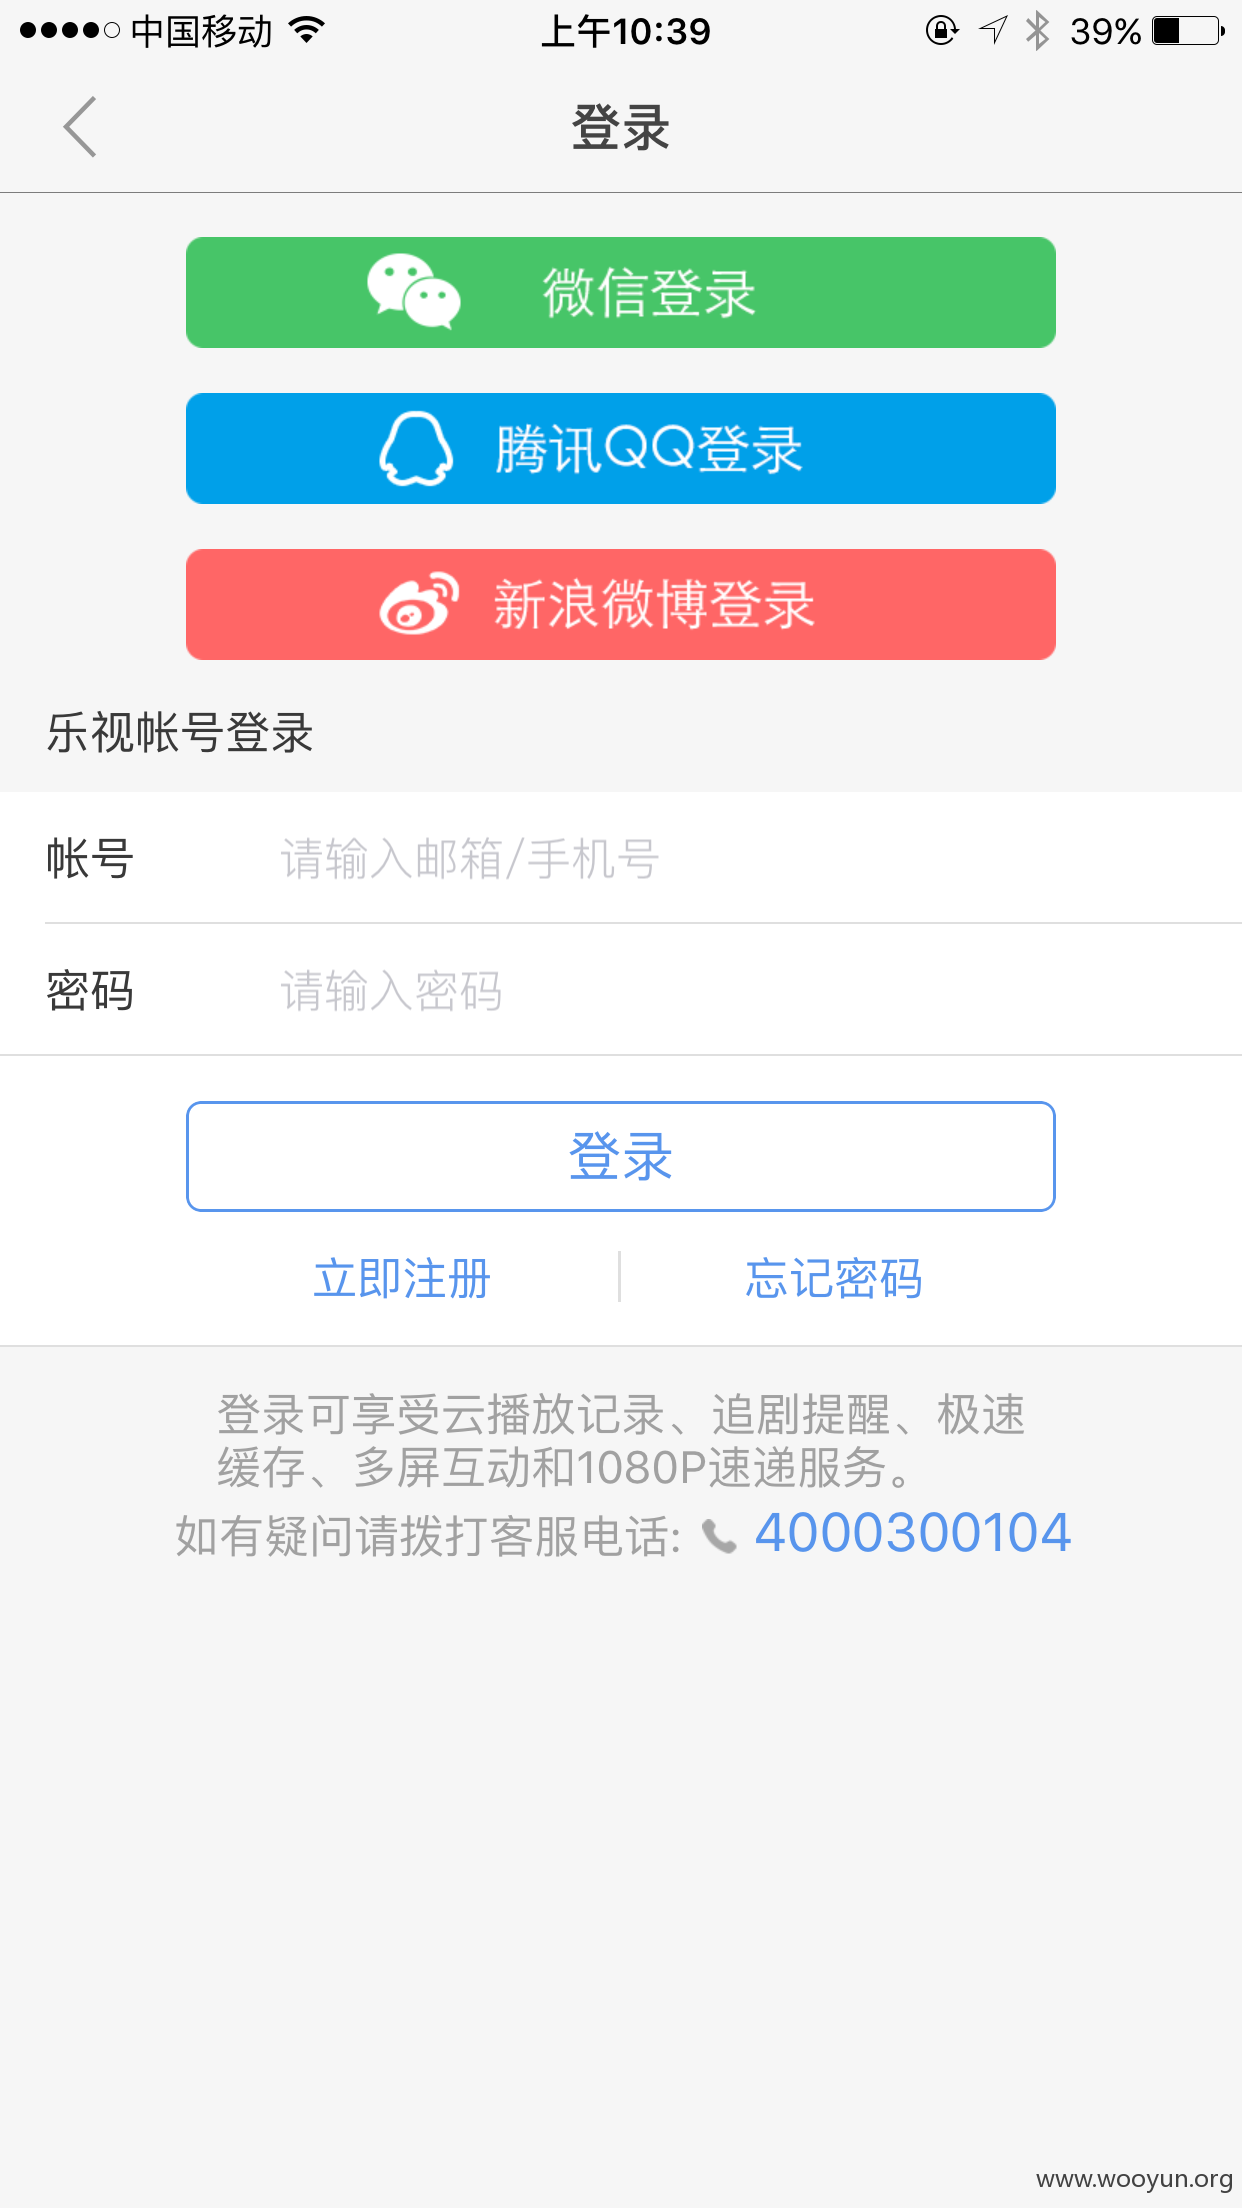 中国移动 上午10:39 39%
登录
微信登录
腾讯QQ登录
新浪微博登录
乐视帐号登录
帐号 请输入邮箱/手机号
密码 请输入密码
登录
立即注册 忘记密码
登录可享受云播放记录、追剧提醒、极速
缓存、多屏互动和1080P速递服务。
如有疑问请拨打客服电话: 4000300104
www.wooyun.org